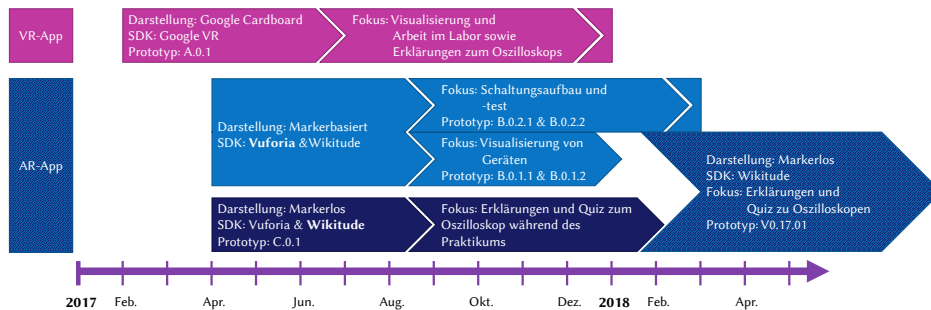 VR-App
Darstellung: Google Cardboard
SDK: Google VR
Prototyp: A.0.1
Fokus: Visualisierung und
Arbeit im Labor sowie
Erklärungen zum Oszilloskops
AR-App
Darstellung: Markerbasiert
SDK: Vuforia &Wikitude
Fokus: Schaltungsaufbau und
-test
Prototyp: B.0.2.1 & B.0.2.2
Fokus: Visualisierung von
Geräten
Prototyp: B.0.1.1 & B.0.1.2
Darstellung: Markerlos
SDK: Vuforia & Wikitude
Prototyp: C.0.1
Fokus: Erklärungen und Quiz zum
Oszilloskop während des
Praktikums
Darstellung: Markerlos
SDK: Wikitude
Fokus: Erklärungen und
Quiz zu Oszilloskopen
Prototyp: V0.17.01
2017 Feb. Apr. Jun. Aug. Okt. Dez. 2018 Feb. Apr.